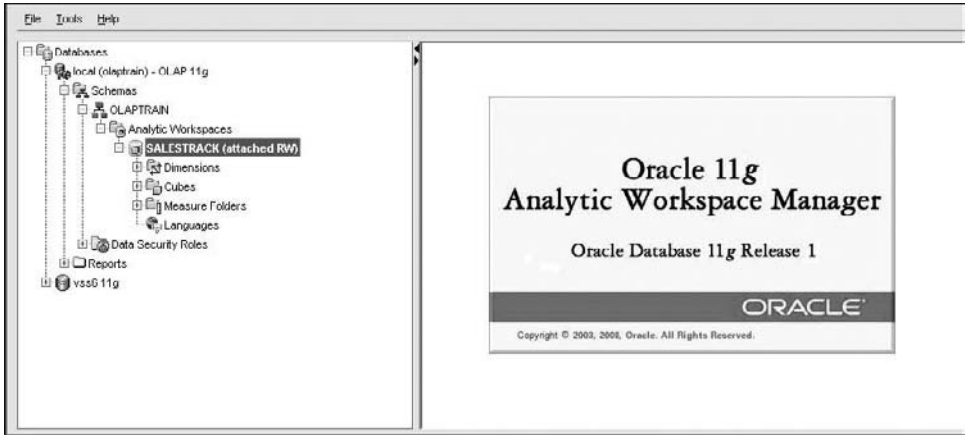 File Tools Help
Databases
local (olaptrain) - OLAP 11g
Schemas
OLAPTRAIN
Analytic Workspaces
SALESTRACK (attached RW)
Dimensions
Cubes
Measure Folders
Languages
Data Security Roles
Reports
vss6 11g
Oracle 11g
Analytic Workspace Manager
Oracle Database 11g Release 1
ORACLE
Copyright © 2003, 2008, Oracle. All Rights Reserved.